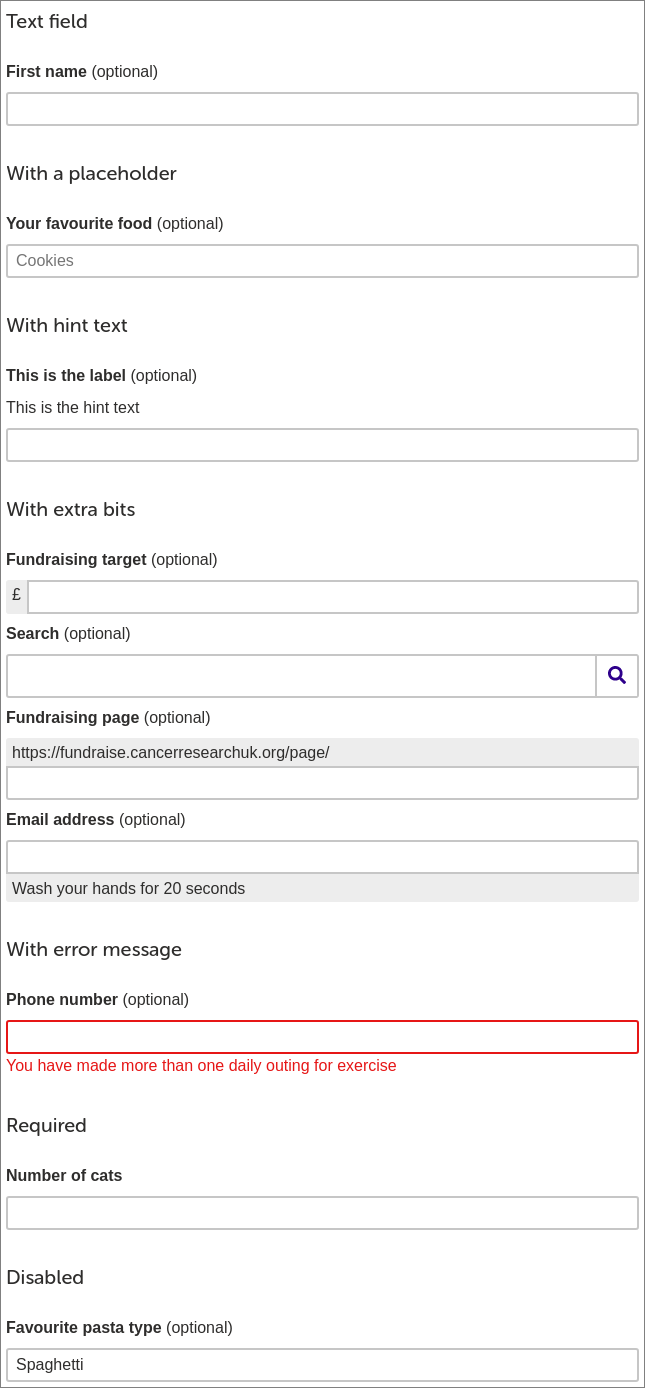 Text field
First name (optional)
With a placeholder
Your favourite food (optional)
Cookies
With hint text
This is the label (optional)
This is the hint text
With extra bits
Fundraising target (optional)
£
Search (optional)
Fundraising page (optional)
https://fundraise.cancerresearchuk.org/page/
Email address (optional)
Wash your hands for 20 seconds
With error message
Phone number (optional)
You have made more than one daily outing for exercise
Required
Number of cats
Disabled
Favourite pasta type (optional)
Spaghetti